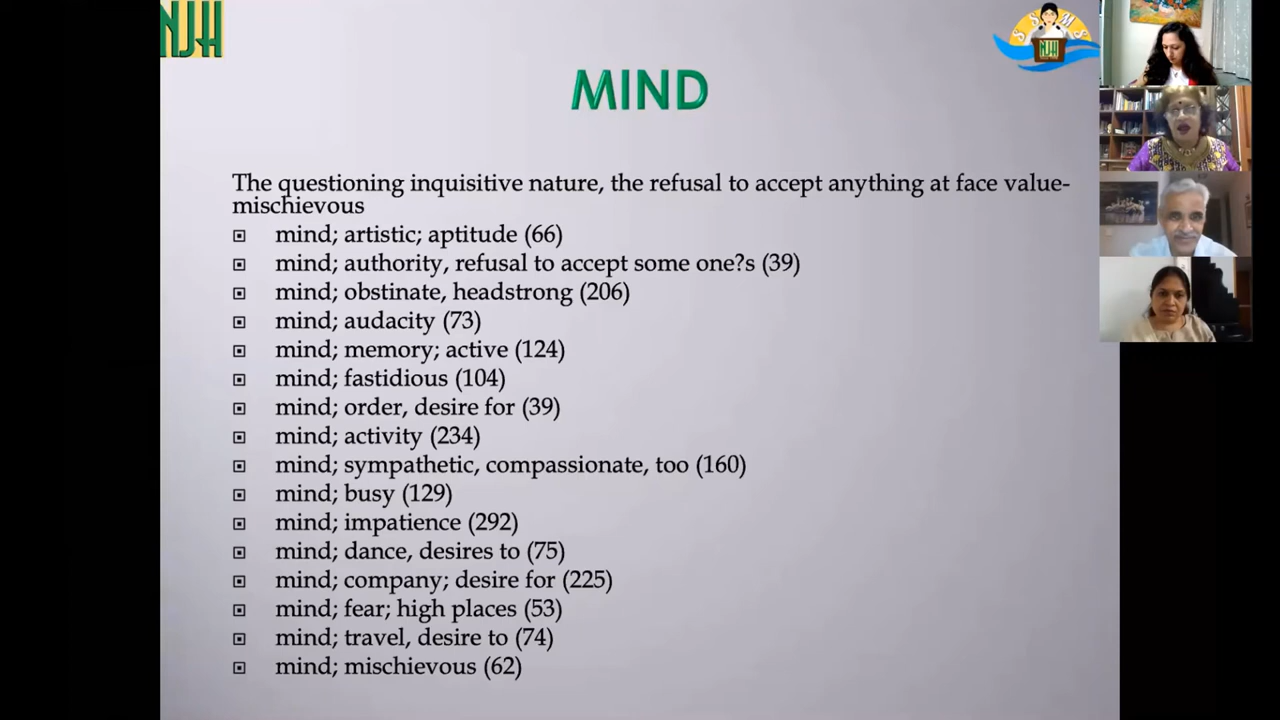 NJH
S S M S
NJH
MIND
The questioning inquisitive nature, the refusal to accept anything at face value-
mischievous
mind; artistic; aptitude (66)
mind; authority, refusal to accept some one?s (39)
mind; obstinate, headstrong (206)
mind; audacity (73)
mind; memory; active (124)
mind; fastidious (104)
mind; order, desire for (39)
mind; activity (234)
mind; sympathetic, compassionate, too (160)
mind; busy (129)
mind; impatience (292)
mind; dance, desires to (75)
mind; company; desire for (225)
mind; fear; high places (53)
mind; travel, desire to (74)
mind; mischievous (62)